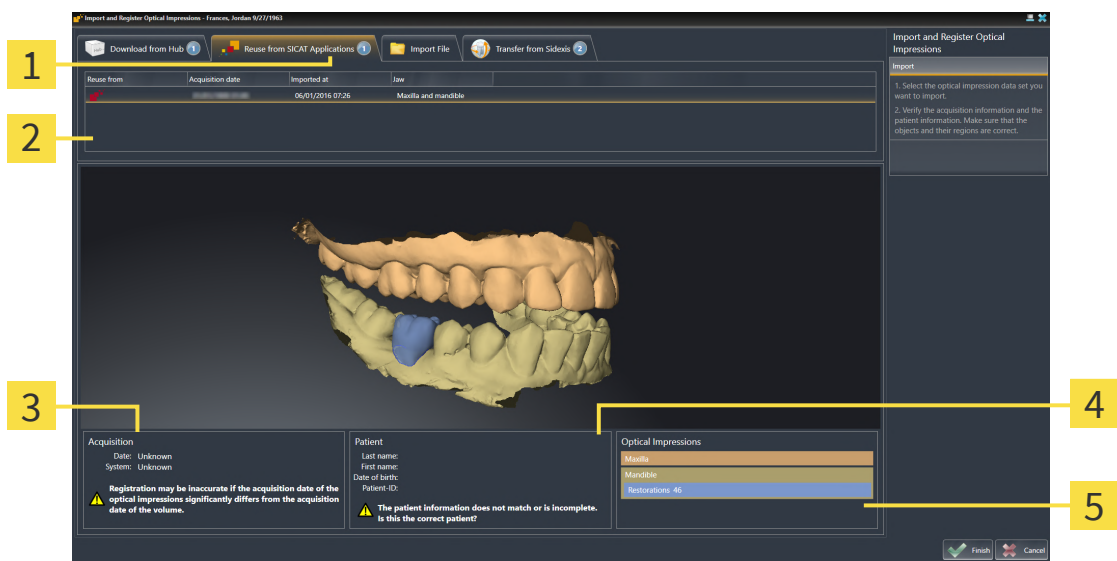 Import and Register Optical Impressions - Frances, Jordan 9/27/1963
1
Download from Hub 1
Reuse from SICAT Applications 1
Import File
Transfer from Sidexis 2
Reuse from Acquisition date Imported at Jaw
06/01/2016 07:26 Maxilla and mandible
2
Import and Register Optical
Impressions
Import
1. Select the optical impression data set you
want to import.
2. Verify the acquisition information and the
patient information. Make sure that the
objects and their regions are correct.
3
Acquisition
Date: Unknown
System: Unknown
Registration may be inaccurate if the acquisition date of the
optical impressions significantly differs from the acquisition
date of the volume.
4
Patient
Last name:
First name:
Date of birth:
Patient-ID:
The patient information does not match or is incomplete.
Is this the correct patient?
Optical Impressions
Maxilla
Mandible
Restorations 46
5
Finish
Cancel